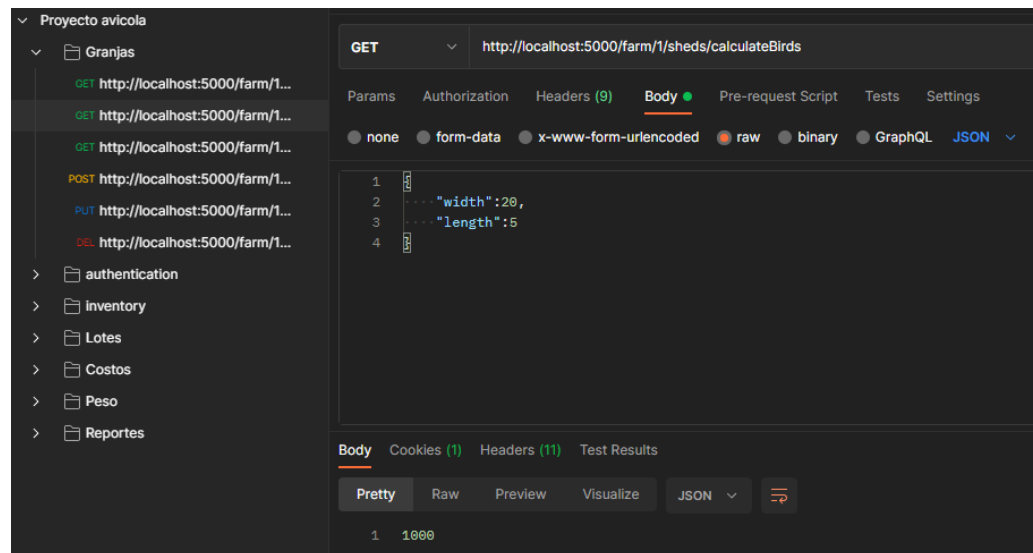 Proyecto avicola
Granjas
GET http://localhost:5000/farm/1...
GET http://localhost:5000/farm/1...
GET http://localhost:5000/farm/1...
POST http://localhost:5000/farm/1...
PUT http://localhost:5000/farm/1...
DEL http://localhost:5000/farm/1...
authentication
inventory
Lotes
Costos
Peso
Reportes
GET http://localhost:5000/farm/1/sheds/calculateBirds
Params Authorization Headers (9) Body Pre-request Script Tests Settings
none form-data x-www-form-urlencoded raw binary GraphQL JSON
1 {
2 "width":20,
3 "length":5
4 }
Body Cookies (1) Headers (11) Test Results
Pretty Raw Preview Visualize JSON
1 1000